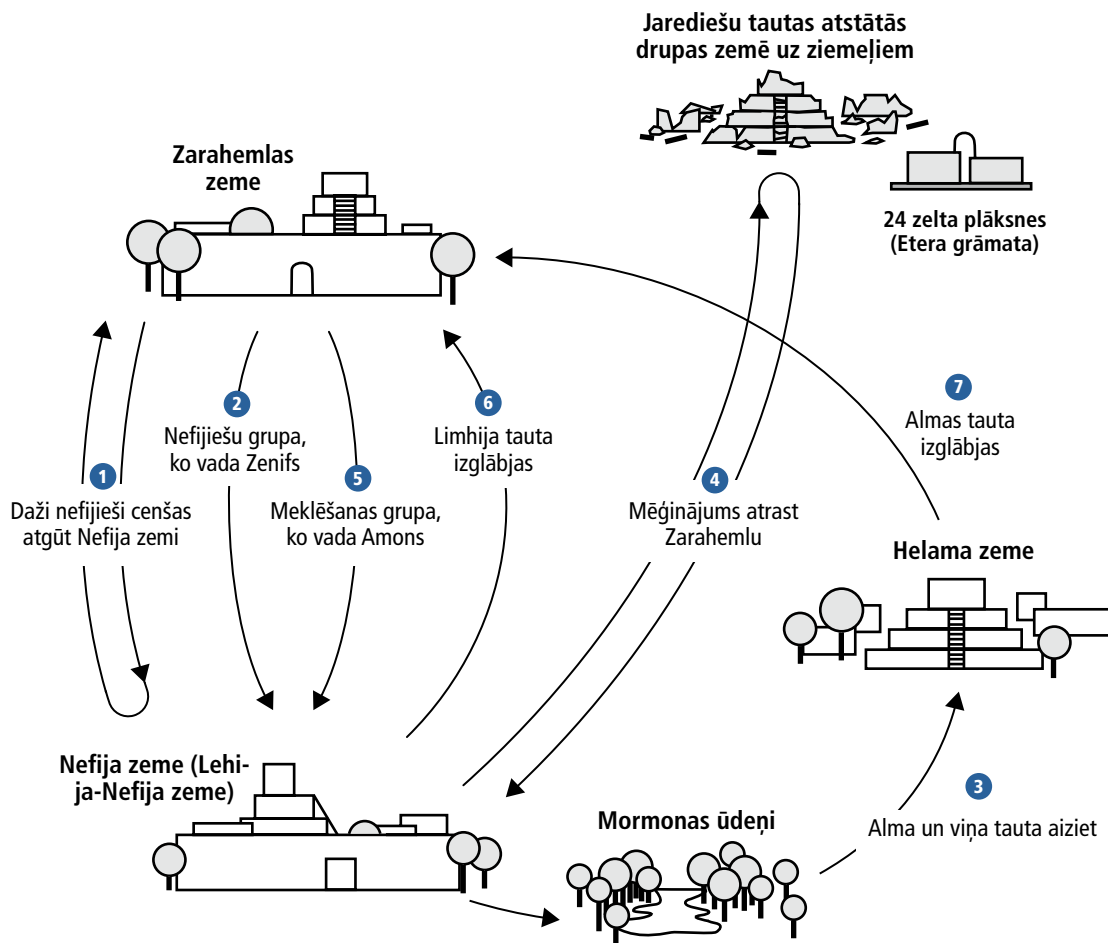 Jarediešu tautas atstātās
drupas zemē uz ziemeļiem
Zarahemlas
zeme
24 zelta plāksnes
(Etera grāmata)
1
Daži nefijieši cenšas
atgūt Nefija zemi
2
Nefijiešu grupa,
ko vada Zenifs
5
Meklēšanas grupa,
ko vada Amons
6
Limhija tauta
izglābjas
4
Mēģinājums atrast
Zarahemlu
7
Almas tauta
izglābjas
Helama zeme
Nefija zeme (Lehi-
ja-Nefija zeme)
Mormonas ūdeņi
3
Alma un viņa tauta aiziet